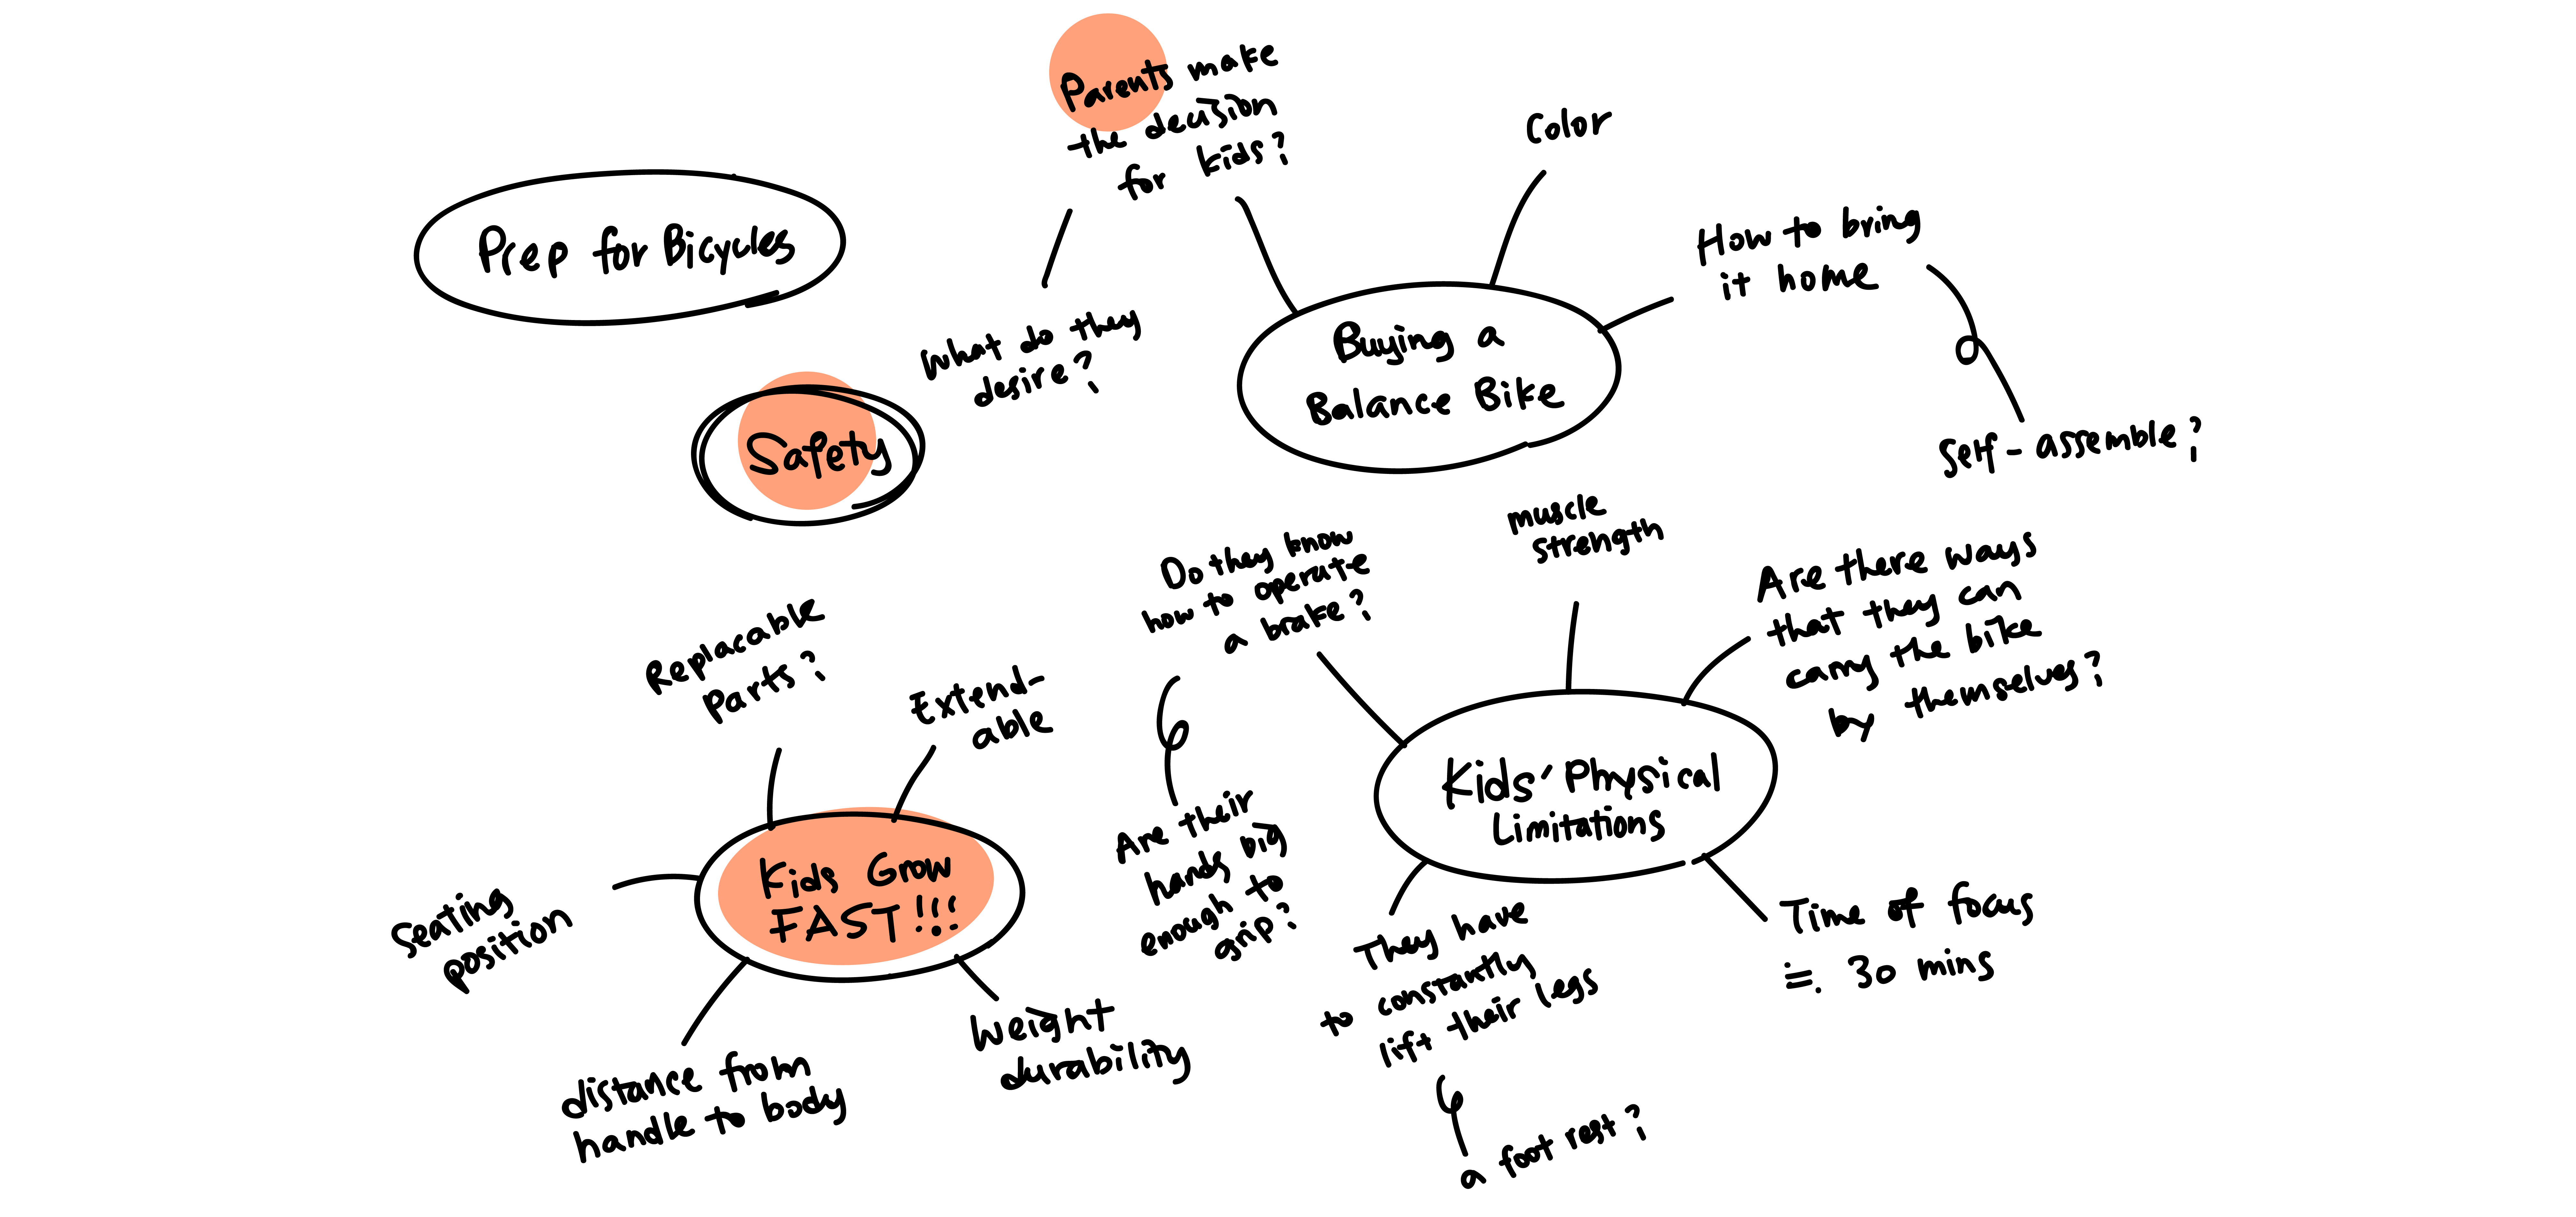 Parents make
the decision
for kids?
Color
Prep for Bicycles
How to bring
it home
What do they
desire?
Buying a
Balance Bike
Safety
Self-assemble?
muscle
strength
Do they know
how to operate
a brake?
Are there ways
that they can
carry the bike
by themselves?
Replacable
parts?
Extend-
able
Kids' Physical
Limitations
Are their
hands big
enough to
grip?
Kids Grow
FAST!!!
Seating
position
They have
to constantly
lift their legs
Time of focus
≒. 30 mins
Weight
durability
distance from
handle to body
a foot rest?